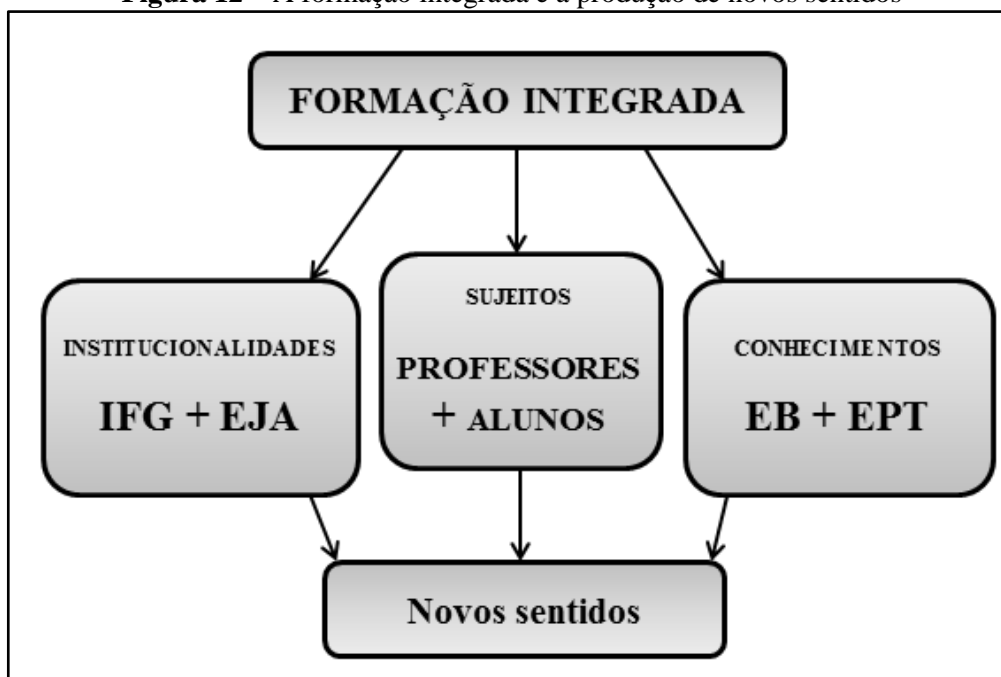 Figura 12 – A formação integrada e a produção de novos sentidos
FORMAÇÃO INTEGRADA
INSTITUCIONALIDADES
IFG + EJA
SUJEITOS
PROFESSORES
+ ALUNOS
CONHECIMENTOS
EB + EPT
Novos sentidos